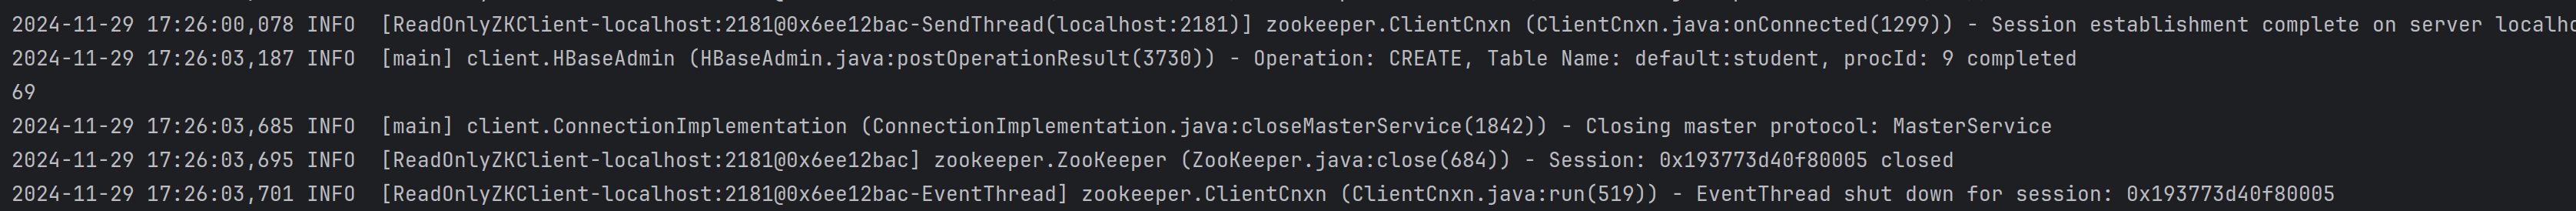 2024-11-29 17:26:00,078 INFO  [ReadOnlyZKClient-localhost:2181@0x6ee12bac-SendThread(localhost:2181)] zookeeper.ClientCnxn (ClientCnxn.java:onConnected(1299)) - Session establishment complete on server
2024-11-29 17:26:03,187 INFO  [main] client.HBaseAdmin (HBaseAdmin.java:postOperationResult(3730)) - Operation: CREATE, Table Name: default:student, procId: 9 completed
69
2024-11-29 17:26:03,685 INFO  [main] client.ConnectionImplementation (ConnectionImplementation.java:closeMasterService(1842)) - Closing master protocol: MasterService
2024-11-29 17:26:03,695 INFO  [ReadOnlyZKClient-localhost:2181@0x6ee12bac] zookeeper.ZooKeeper (ZooKeeper.java:close(684)) - Session: 0x193773d40f80005 closed
2024-11-29 17:26:03,701 INFO  [ReadOnlyZKClient-localhost:2181@0x6ee12bac-EventThread] zookeeper.ClientCnxn (ClientCnxn.java:run(519)) - EventThread shut down for session: 0x193773d40f80005